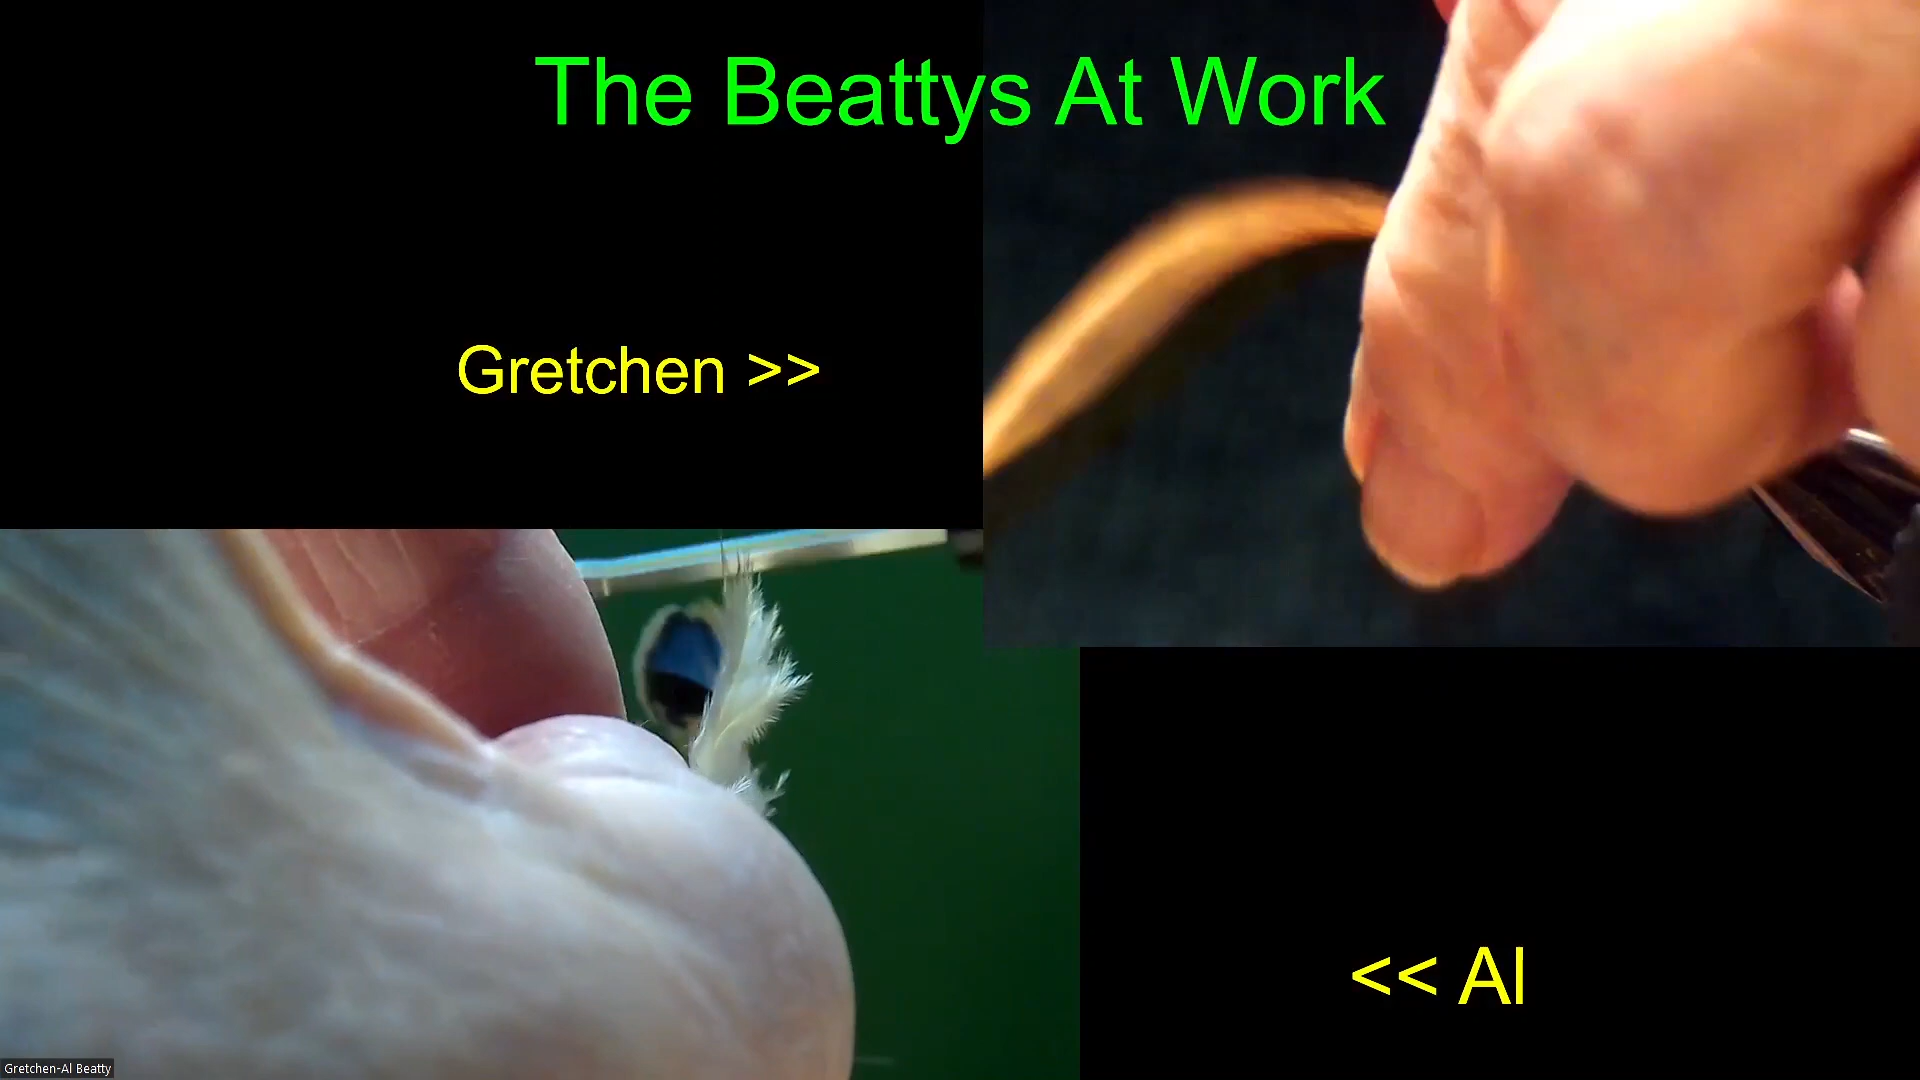 The Beattys At Work
Gretchen >>
<< Al
Gretchen-Al Beatty